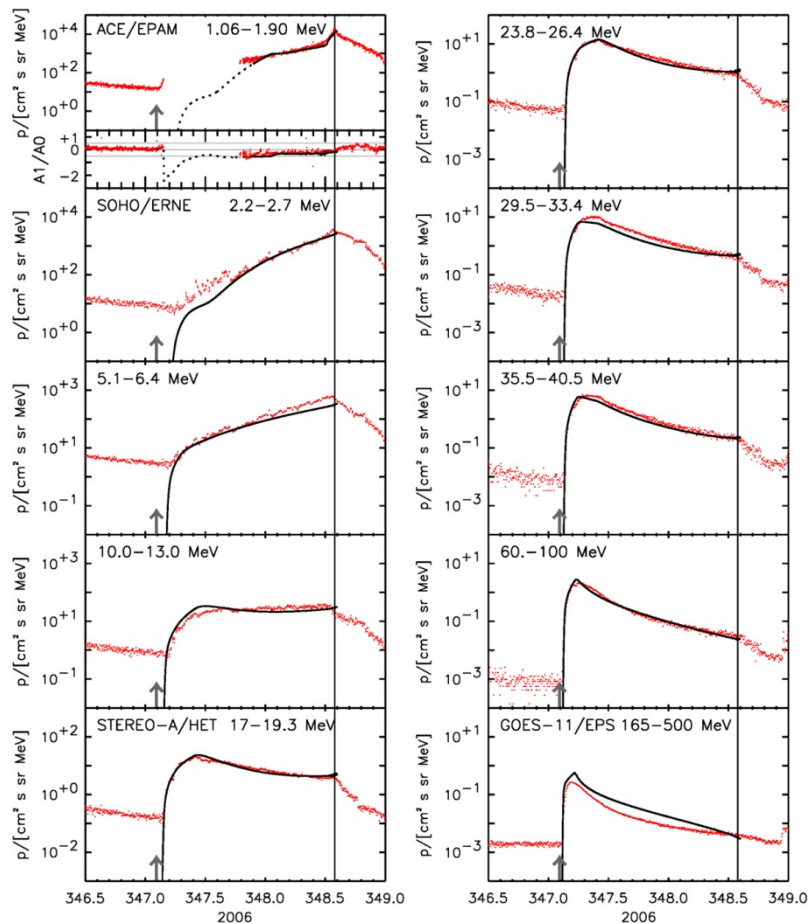 ACE/EPAM 1.06–1.90 MeV
p/[cm² s sr MeV]
10+4
10+2
10+0
A1/A0
+1
0
−2
SOHO/ERNE 2.2–2.7 MeV
p/[cm² s sr MeV]
10+4
10+2
10+0
5.1–6.4 MeV
p/[cm² s sr MeV]
10+3
10+1
10−1
10.0–13.0 MeV
p/[cm² s sr MeV]
10+3
10+1
10−1
STEREO–A/HET 17–19.3 MeV
p/[cm² s sr MeV]
10+2
10+0
10−2
346.5 347.0 347.5 348.0 348.5 349.0
2006
23.8–26.4 MeV
p/[cm² s sr MeV]
10+1
10−1
10−3
29.5–33.4 MeV
p/[cm² s sr MeV]
10+1
10−1
10−3
35.5–40.5 MeV
p/[cm² s sr MeV]
10+1
10−1
10−3
60.–100 MeV
p/[cm² s sr MeV]
10+1
10−1
10−3
GOES–11/EPS 165–500 MeV
p/[cm² s sr MeV]
10+1
10−1
10−3
346.5 347.0 347.5 348.0 348.5 349.0
2006